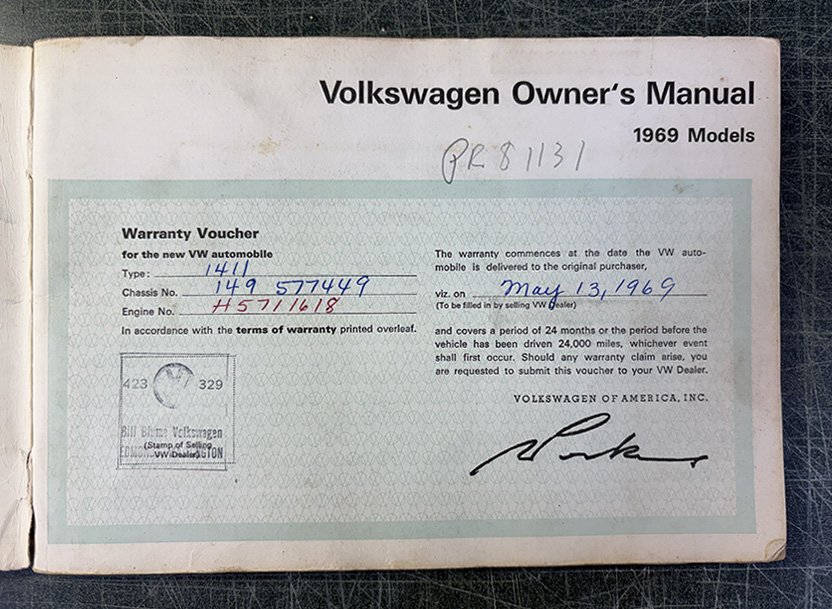 Volkswagen Owner's Manual
1969 Models
PR 81131
Warranty Voucher
for the new VW automobile
Type: 1411
Chassis No. 149 577449
Engine No. H5711618
In accordance with the terms of warranty printed overleaf.
423 VW 329
Bill Blume Volkswagen
(Stamp of Selling
VW Dealer)
The warranty commences at the date the VW auto-
mobile is delivered to the original purchaser,
viz. on May 13, 1969
(To be filled in by selling VW Dealer)
and covers a period of 24 months or the period before the
vehicle has been driven 24,000 miles, whichever event
shall first occur. Should any warranty claim arise, you
are requested to submit this voucher to your VW Dealer.
VOLKSWAGEN OF AMERICA, INC.